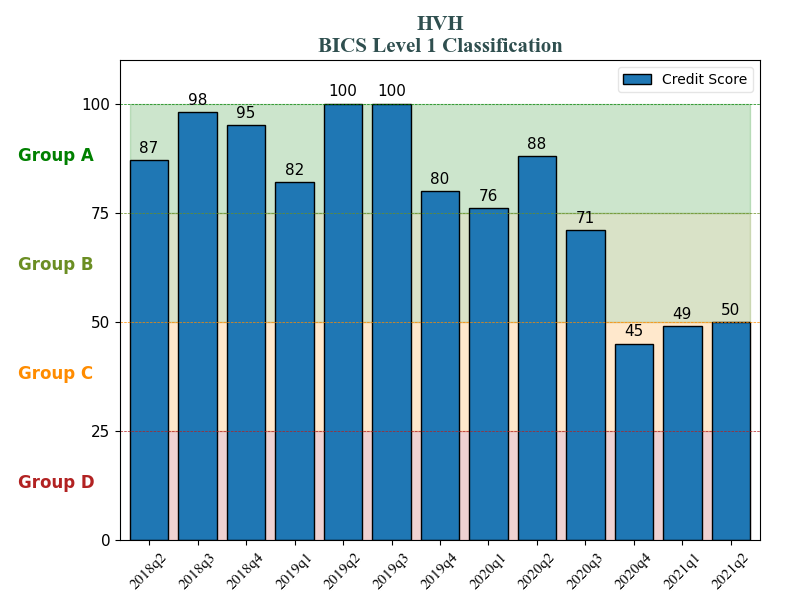 HVH
BICS Level 1 Classification
Credit Score
100
75
50
25
0
Group A
Group B
Group C
Group D
87
98
95
82
100
100
80
76
88
71
45
49
50
2018q2
2018q3
2018q4
2019q1
2019q2
2019q3
2019q4
2020q1
2020q2
2020q3
2020q4
2021q1
2021q2